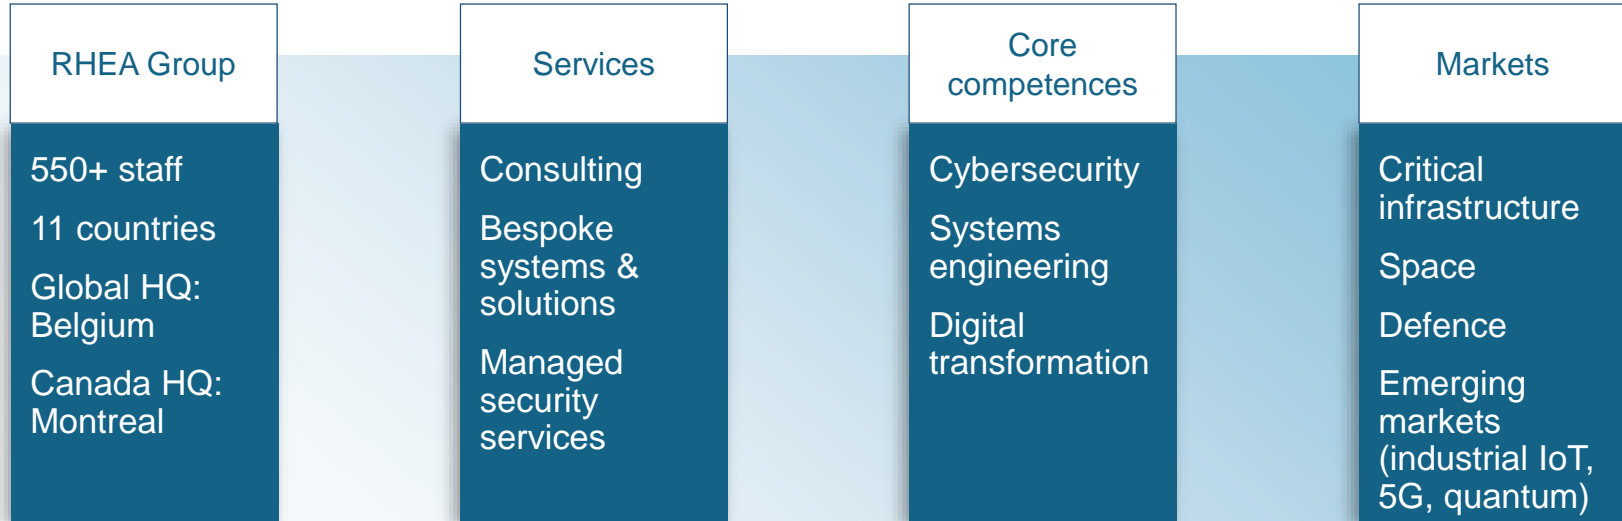 RHEA Group
550+ staff
11 countries
Global HQ:
Belgium
Canada HQ:
Montreal
Services
Consulting
Bespoke
systems &
solutions
Managed
security
services
Core
competences
Cybersecurity
Systems
engineering
Digital
transformation
Markets
Critical
infrastructure
Space
Defence
Emerging
markets
(industrial IoT,
5G, quantum)